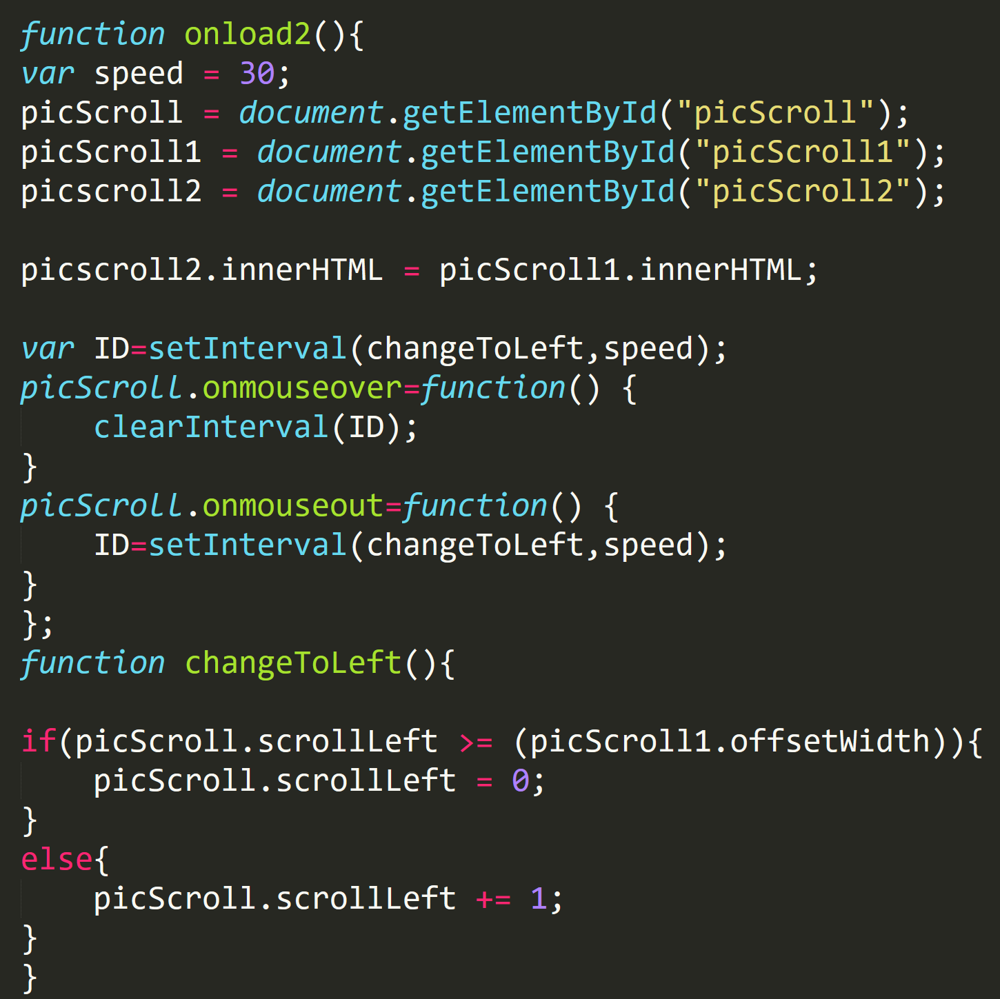 function onload2(){
var speed = 30;
picScroll = document.getElementById("picScroll");
picScroll1 = document.getElementById("picScroll1");
picscroll2 = document.getElementById("picScroll2");
picscroll2.innerHTML = picScroll1.innerHTML;
var ID=setInterval(changeToLeft,speed);
picScroll.onmouseover=function() {
clearInterval(ID);
}
picScroll.onmouseout=function() {
ID=setInterval(changeToLeft,speed);
}
};
function changeToLeft(){
if(picScroll.scrollLeft >= (picScroll1.offsetWidth)){
picScroll.scrollLeft = 0;
}
else{
picScroll.scrollLeft += 1;
}
}